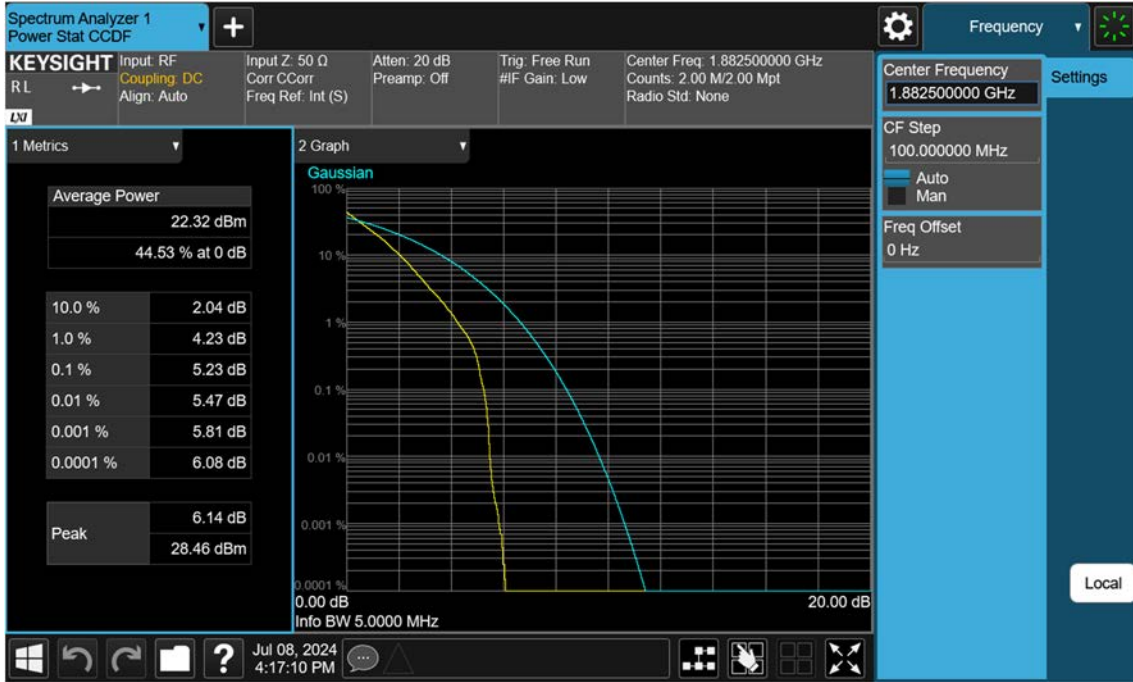 Spectrum Analyzer 1
Power Stat CCDF
+
Frequency
KEYSIGHT
R L
LXI
Input: RF
Coupling: DC
Align: Auto
Input Z: 50 Ω
Corr CCorr
Freq Ref: Int (S)
Atten: 20 dB
Preamp: Off
Trig: Free Run
#IF Gain: Low
Center Freq: 1.882500000 GHz
Counts: 2.00 M/2.00 Mpt
Radio Std: None
Center Frequency
1.882500000 GHz
Settings
CF Step
100.000000 MHz
Auto
Man
Freq Offset
0 Hz
1 Metrics
Average Power
22.32 dBm
44.53 % at 0 dB
10.0 % 2.04 dB
1.0 % 4.23 dB
0.1 % 5.23 dB
0.01 % 5.47 dB
0.001 % 5.81 dB
0.0001 % 6.08 dB
Peak
6.14 dB
28.46 dBm
2 Graph
Gaussian
100 %
10 %
1 %
0.1 %
0.01 %
0.001 %
0.0001 %
0.00 dB 20.00 dB
Info BW 5.0000 MHz
Local
?
Jul 08, 2024
4:17:10 PM